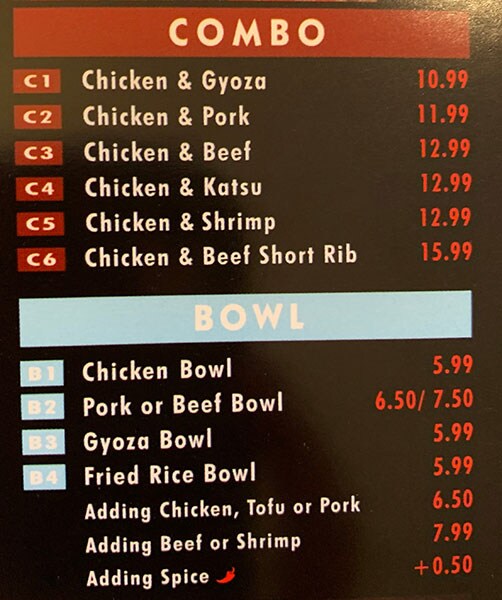 COMBO
C1 Chicken & Gyoza 10.99
C2 Chicken & Pork 11.99
C3 Chicken & Beef 12.99
C4 Chicken & Katsu 12.99
C5 Chicken & Shrimp 12.99
C6 Chicken & Beef Short Rib 15.99
BOWL
B1 Chicken Bowl 5.99
B2 Pork or Beef Bowl 6.50/ 7.50
B3 Gyoza Bowl 5.99
B4 Fried Rice Bowl 5.99
Adding Chicken, Tofu or Pork 6.50
Adding Beef or Shrimp 7.99
Adding Spice +0.50